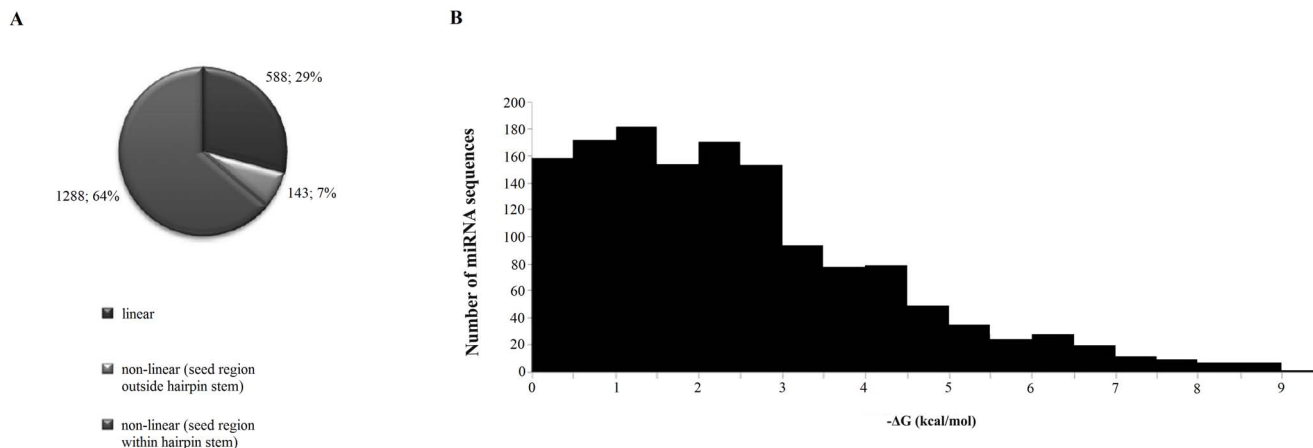 A
588; 29%
1288; 64%
143; 7%
linear
non-linear (seed region
outside hairpin stem)
non-linear (seed region
within hairpin stem)
B
Number of miRNA sequences
200
180
160
140
120
100
80
60
40
20
0
0 1 2 3 4 5 6 7 8 9
-ΔG (kcal/mol)